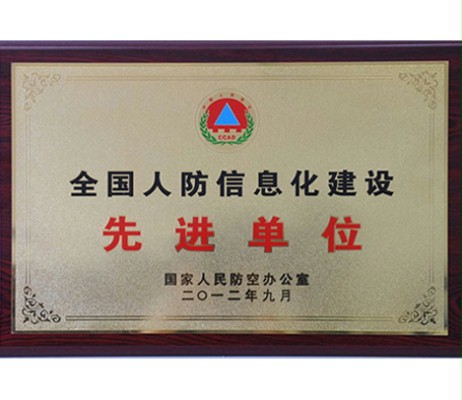 CCAD
全国人防信息化建设
先进单位
国家人民防空办公室
二〇一二年九月